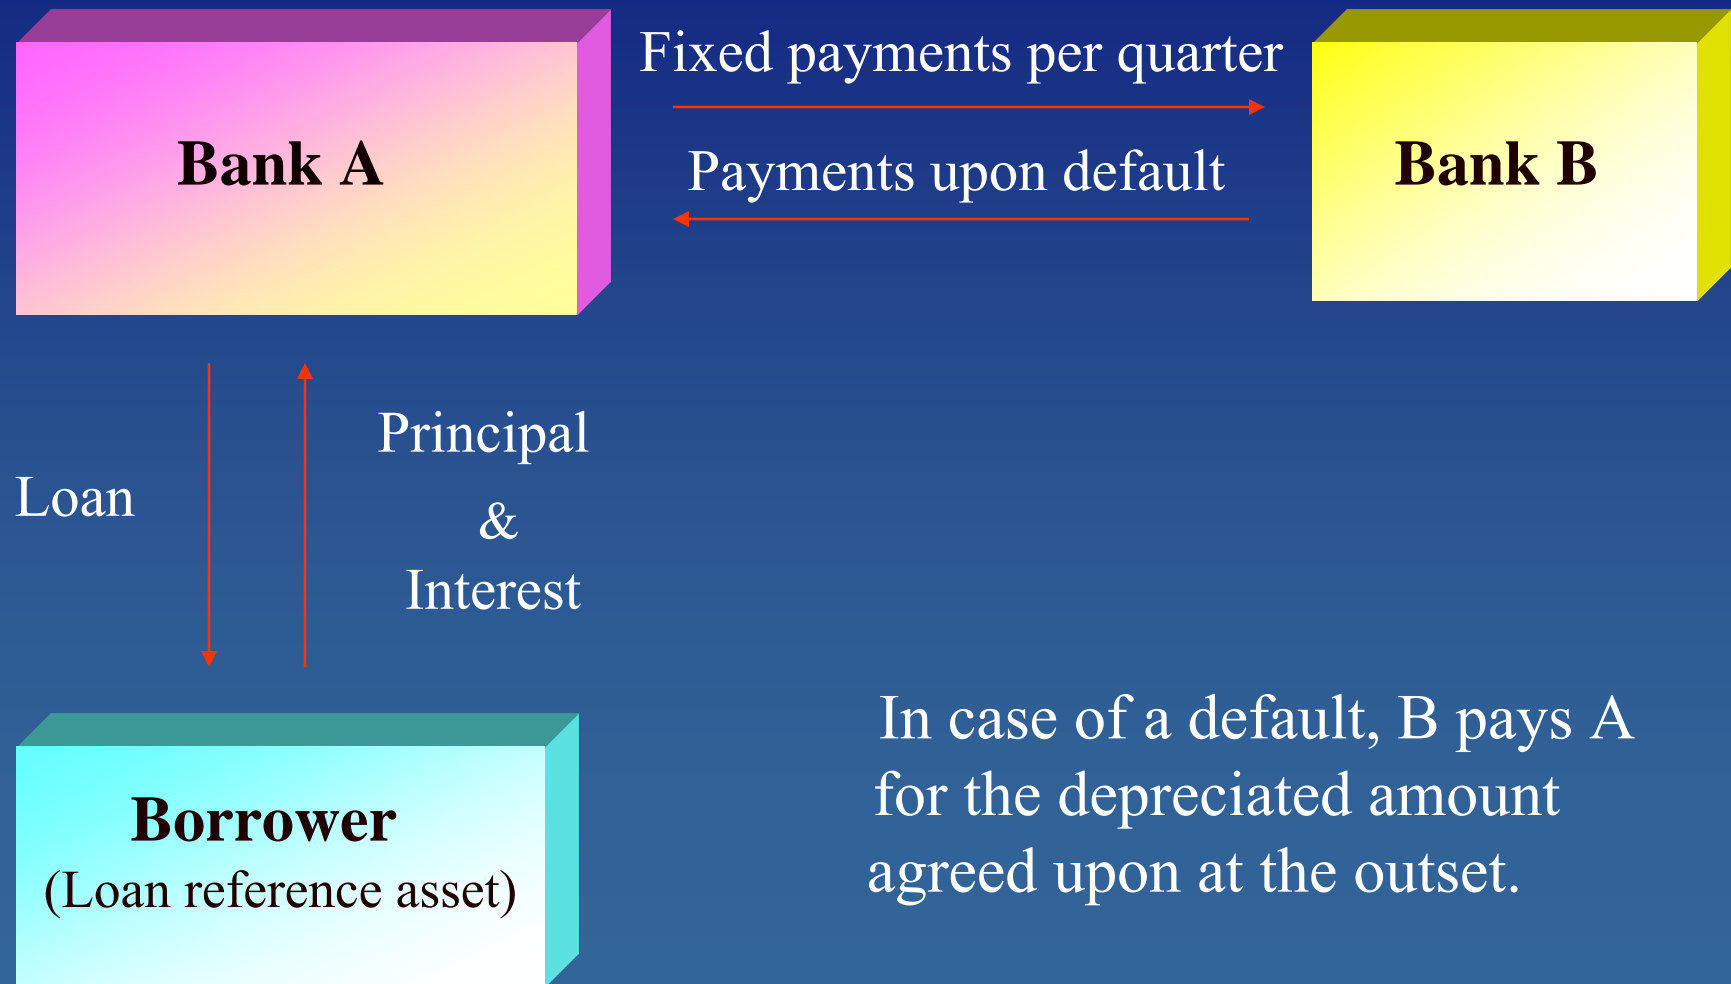 Fixed payments per quarter
Bank A
Payments upon default
Bank B
Loan
Principal
&
Interest
Borrower
(Loan reference asset)
In case of a default, B pays A
for the depreciated amount
agreed upon at the outset.